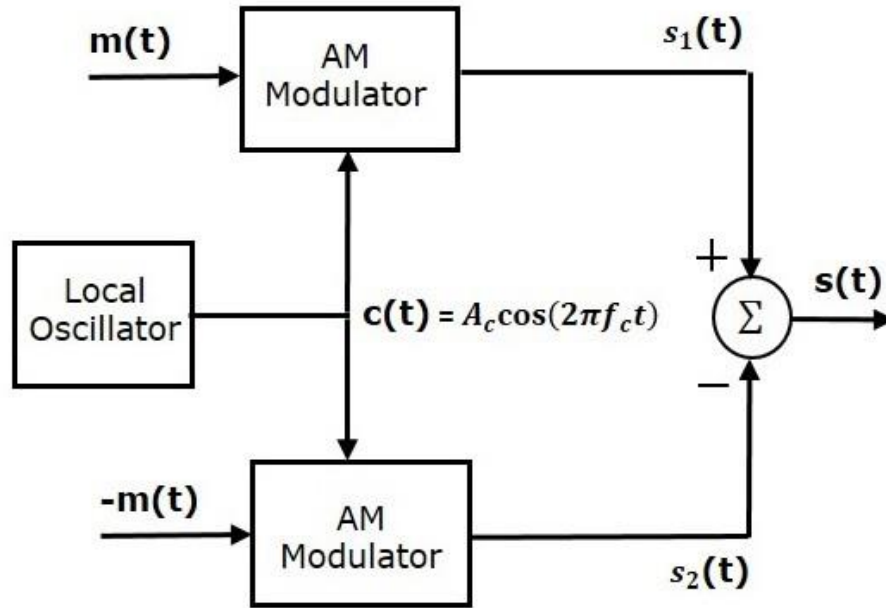 m(t)
AM
Modulator
s₁(t)
Local
Oscillator
c(t) = A_c cos(2πf_c t)
+
Σ
s(t)
−
-m(t)
AM
Modulator
s₂(t)